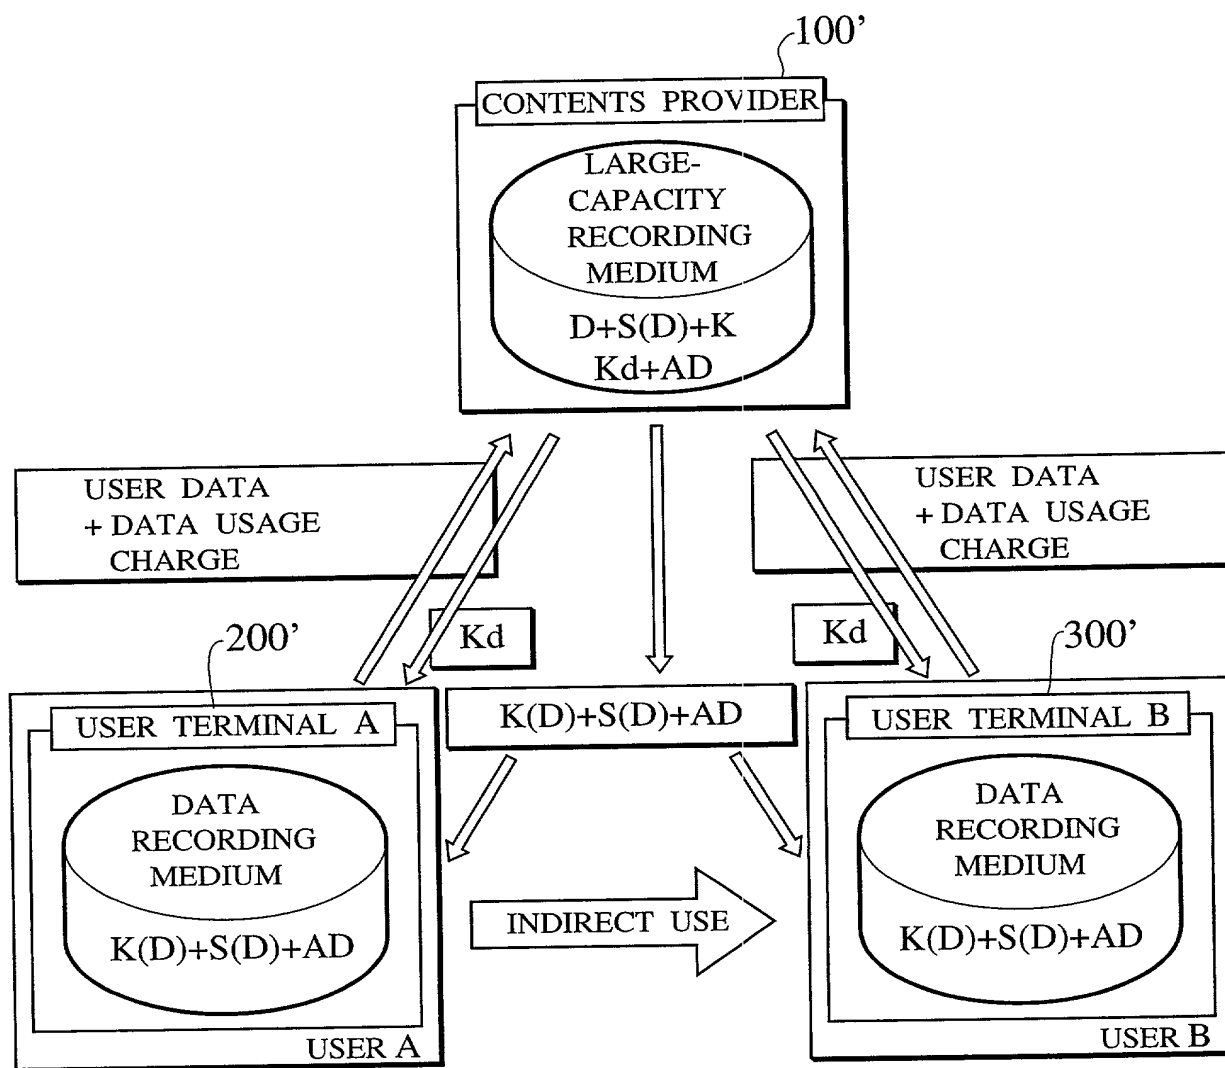 100’
CONTENTS PROVIDER
LARGE-
CAPACITY
RECORDING
MEDIUM
D+S(D)+K
Kd+AD
USER DATA
+ DATA USAGE
CHARGE
USER DATA
+ DATA USAGE
CHARGE
Kd
Kd
200’
300’
K(D)+S(D)+AD
USER TERMINAL A
DATA
RECORDING
MEDIUM
K(D)+S(D)+AD
USER A
INDIRECT USE
USER TERMINAL B
DATA
RECORDING
MEDIUM
K(D)+S(D)+AD
USER B